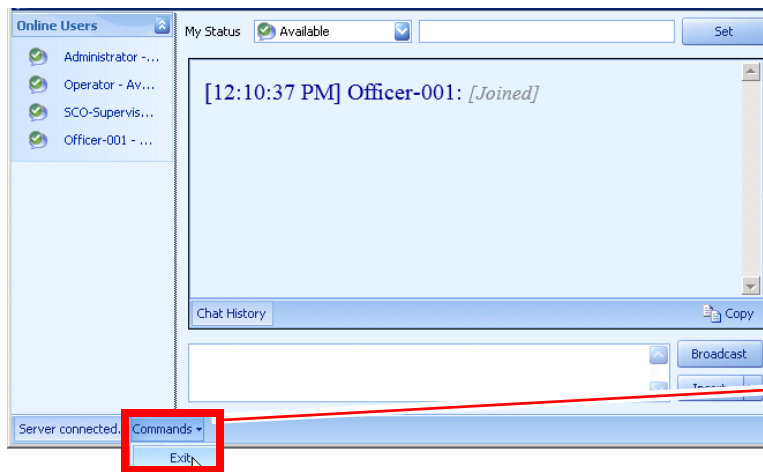 Online Users
My Status
Available
Set
Administrator -...
Operator - Av...
SCO-Supervis...
Officer-001 - ...
[12:10:37 PM] Officer-001: [Joined]
Chat History
Copy
Broadcast
Insert
Server connected.
Commands
Exit